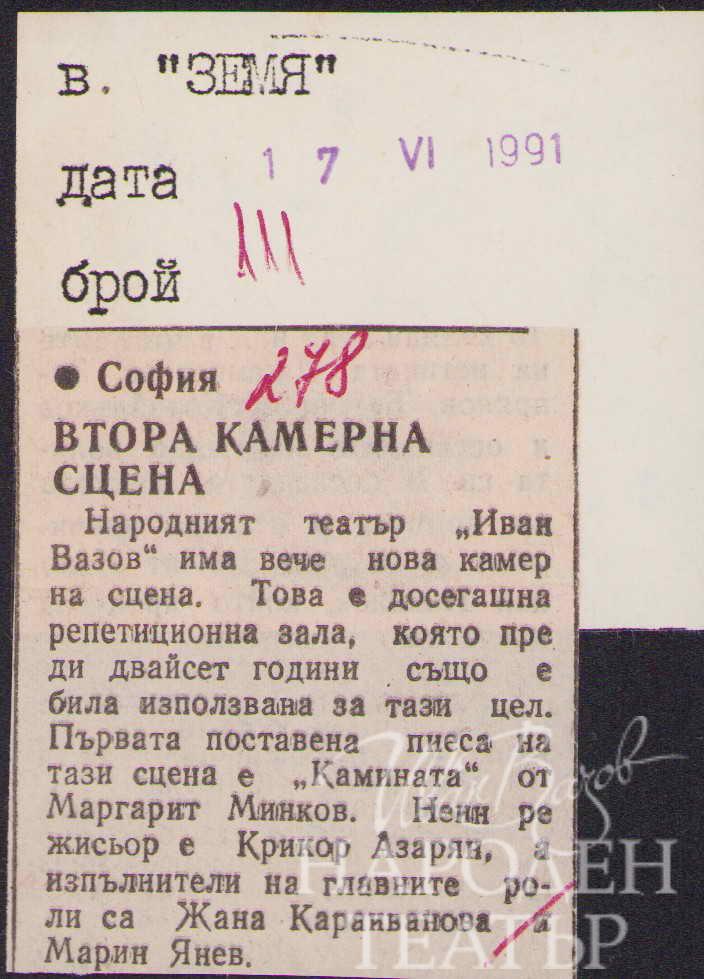 в. "ЗЕМЯ"
дата 17 VI 1991
брой 111
278
● София
ВТОРА КАМЕРНА
СЦЕНА
Народният театър „Иван
Вазов“ има вече нова камер
на сцена. Това е досегашна
репетиционна зала, която пре
ди двайсет години също е
била използвана за тази цел.
Първата поставена пиеса на
тази сцена е „Камината“ от
Маргарит Минков. Неин ре
жисьор е Крикор Азарян, а
изпълнители на главните ро-
ли са Жана Караиванова и
Марин Янев.
Иван Вазов
НАРОДЕН
ТЕАТЪР